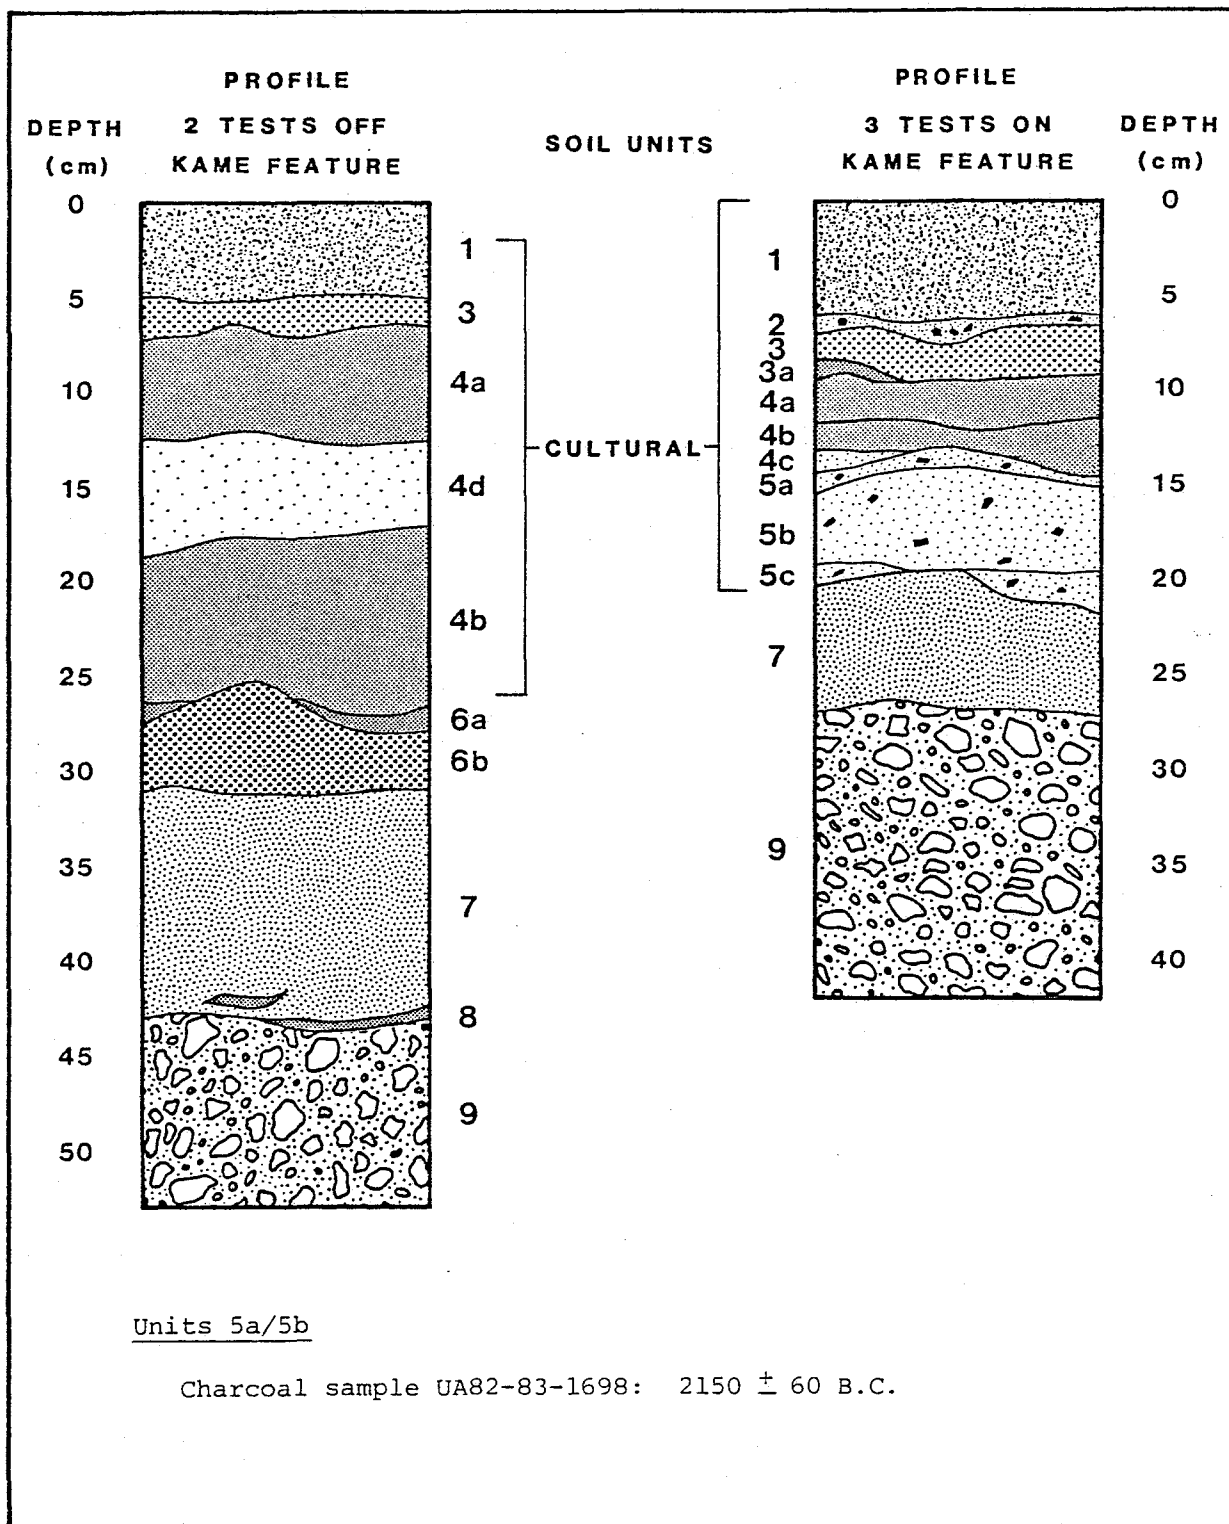 PROFILE
2 TESTS OFF
KAME FEATURE
DEPTH
(cm)
0
5
10
15
20
25
30
35
40
45
50
1
3
4a
4d
4b
6a
6b
7
8
9
SOIL UNITS
CULTURAL
PROFILE
3 TESTS ON
KAME FEATURE
DEPTH
(cm)
1
2
3
3a
4a
4b
4c
5a
5b
5c
7
9
0
5
10
15
20
25
30
35
40
Units 5a/5b
Charcoal sample UA82-83-1698: 2150 ± 60 B.C.